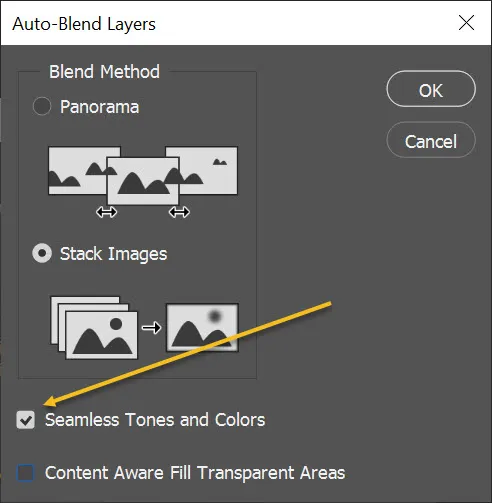 Auto-Blend Layers
Blend Method
Panorama
Stack Images
OK
Cancel
Seamless Tones and Colors
Content Aware Fill Transparent Areas